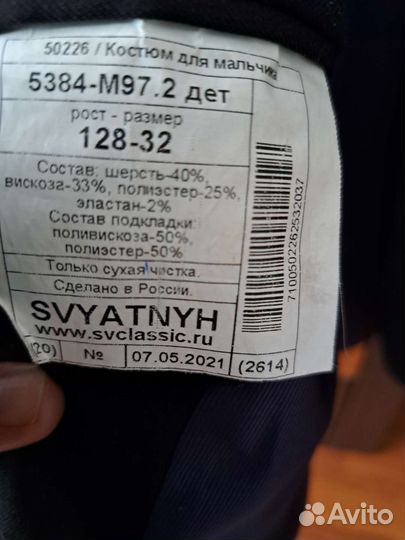 50226 / Костюм для мальчика
5384-М97.2 дет
рост - размер
128-32
Состав: шерсть-40%,
вискоза-33%, полиэстер-25%,
эластан-2%
Состав подкладки:
поливискоза-50%,
полиэстер-50%
Только сухая чистка.
Сделано в России.
SVYATNYH
www.svclassic.ru
20) № 07.05.2021 (2614)
7100502262532037
Avito